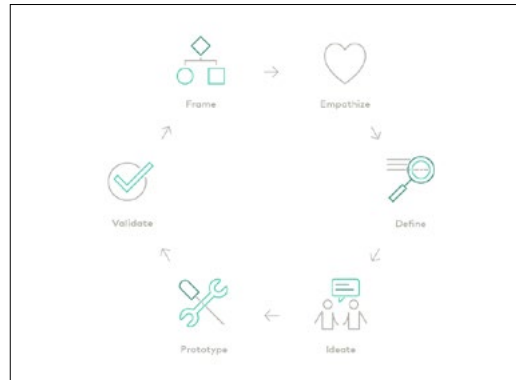 Frame
Empathize
Define
Ideate
Prototype
Validate